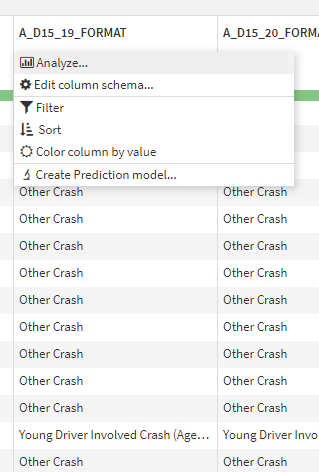 A_D15_19_FORMAT A_D15_20_FORMA
Analyze...
Edit column schema...
Filter
Sort
Color column by value
Create Prediction model...
Other Crash Other Crash
Other Crash Other Crash
Other Crash Other Crash
Other Crash Other Crash
Other Crash Other Crash
Other Crash Other Crash
Other Crash Other Crash
Other Crash Other Crash
Other Crash Other Crash
Young Driver Involved Crash (Age... Young Driver Invo
Other Crash Other Crash